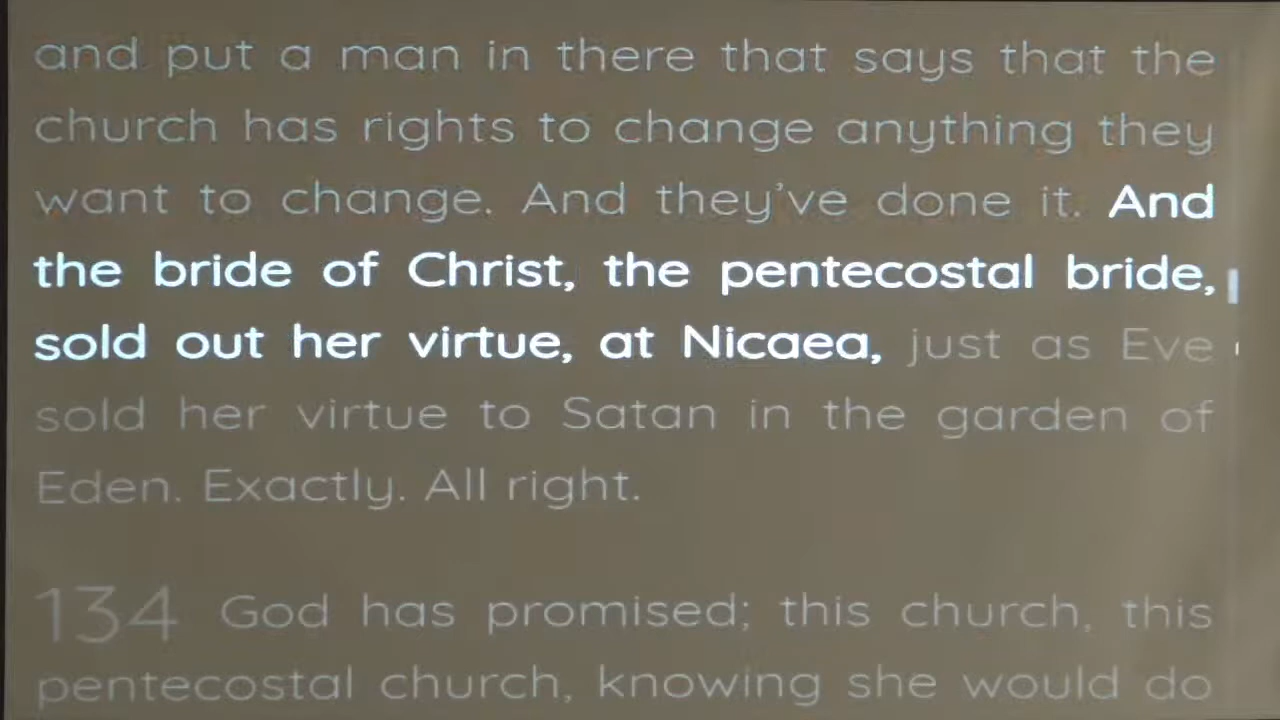 and put a man in there that says that the
church has rights to change anything they
want to change. And they've done it. And
the bride of Christ, the pentecostal bride,
sold out her virtue, at Nicaea, just as Eve
sold her virtue to Satan in the garden of
Eden. Exactly. All right.
134 God has promised; this church, this
pentecostal church, knowing she would do